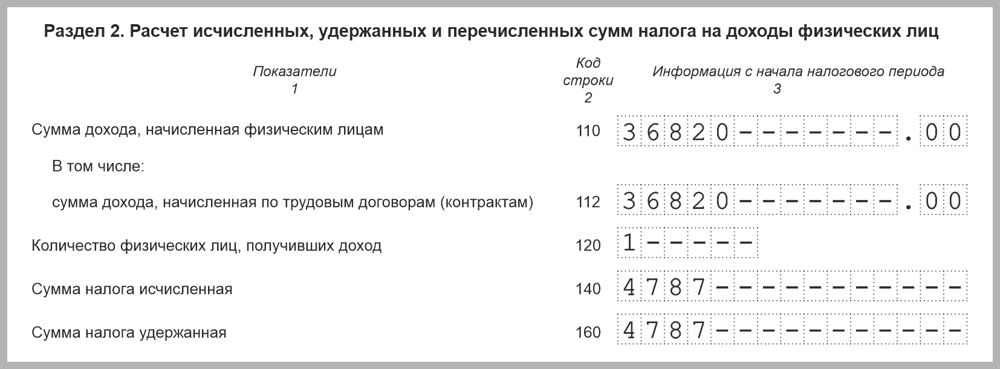 Раздел 2. Расчет исчисленных, удержанных и перечисленных сумм налога на доходы физических лиц
Показатели
1
Код
строки
2
Информация с начала налогового периода
3
Сумма дохода, начисленная физическим лицам 110 36820–––––––.00
В том числе:
сумма дохода, начисленная по трудовым договорам (контрактам) 112 36820–––––––.00
Количество физических лиц, получивших доход 120 1–––––
Сумма налога исчисленная 140 4787–––––––––––
Сумма налога удержанная 160 4787–––––––––––